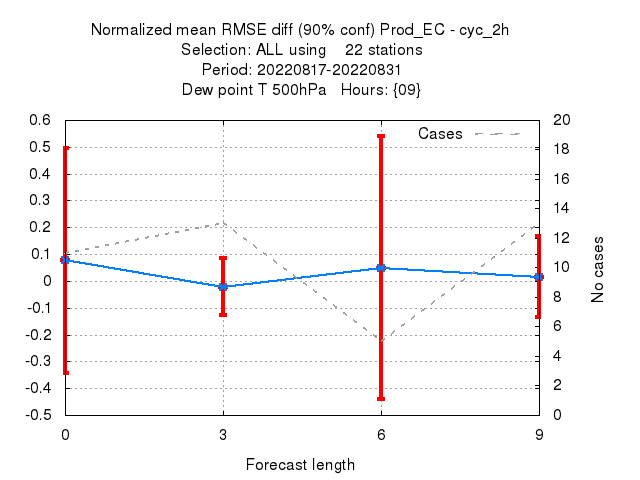 Normalized mean RMSE diff (90% conf) Prod_EC - cyc_2h
Selection: ALL using    22 stations
Period: 20220817-20220831
Dew point T 500hPa   Hours: {09}
Cases
0.6
0.5
0.4
0.3
0.2
0.1
0
-0.1
-0.2
-0.3
-0.4
-0.5
20
18
16
14
12
10
8
6
4
2
0
No cases
0 3 6 9
Forecast length